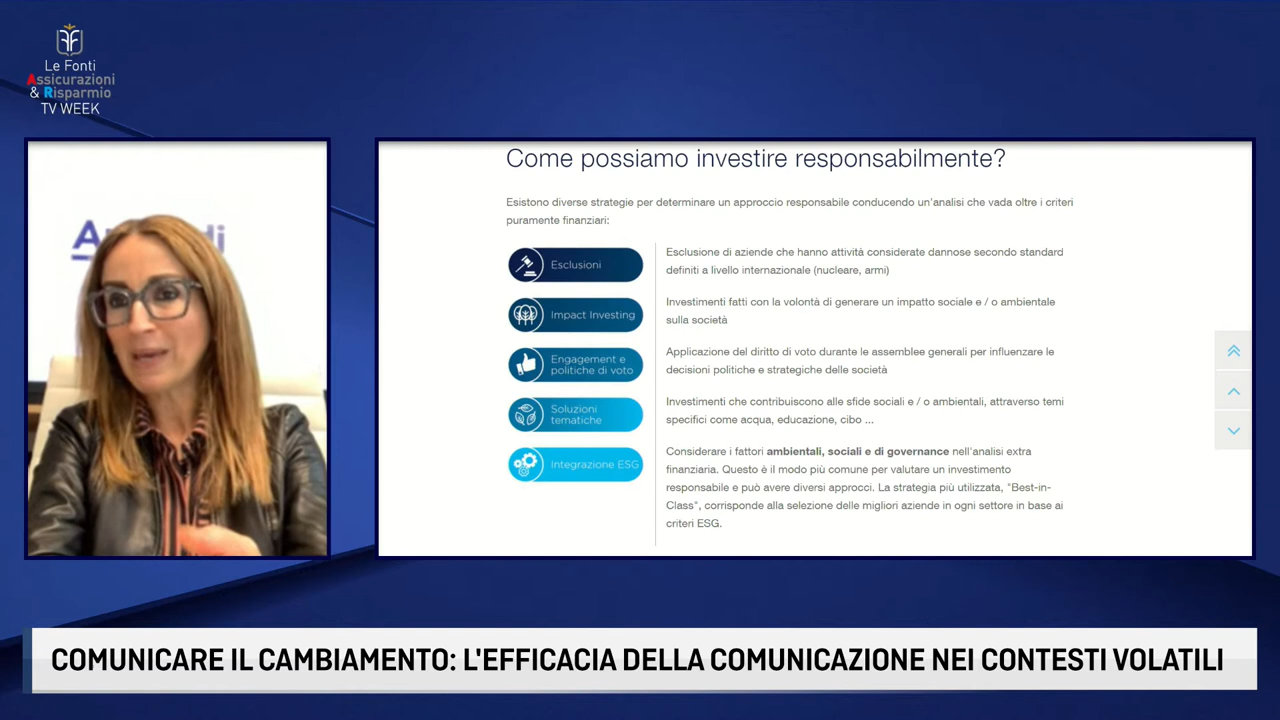 Le Fonti
Assicurazioni
& Risparmio
TV WEEK
Come possiamo investire responsabilmente?
Esistono diverse strategie per determinare un approccio responsabile conducendo un'analisi che vada oltre i criteri
puramente finanziari:
Esclusioni
Esclusione di aziende che hanno attività considerate dannose secondo standard
definiti a livello internazionale (nucleare, armi)
Impact Investing
Investimenti fatti con la volontà di generare un impatto sociale e / o ambientale
sulla società
Engagement e
politiche di voto
Applicazione del diritto di voto durante le assemblee generali per influenzare le
decisioni politiche e strategiche delle società
Soluzioni
tematiche
Investimenti che contribuiscono alle sfide sociali e / o ambientali, attraverso temi
specifici come acqua, educazione, cibo ...
Integrazione ESG
Considerare i fattori ambientali, sociali e di governance nell'analisi extra
finanziaria. Questo è il modo più comune per valutare un investimento
responsabile e può avere diversi approcci. La strategia più utilizzata, "Best-in-
Class", corrisponde alla selezione delle migliori aziende in ogni settore in base ai
criteri ESG.
COMUNICARE IL CAMBIAMENTO: L'EFFICACIA DELLA COMUNICAZIONE NEI CONTESTI VOLATILI